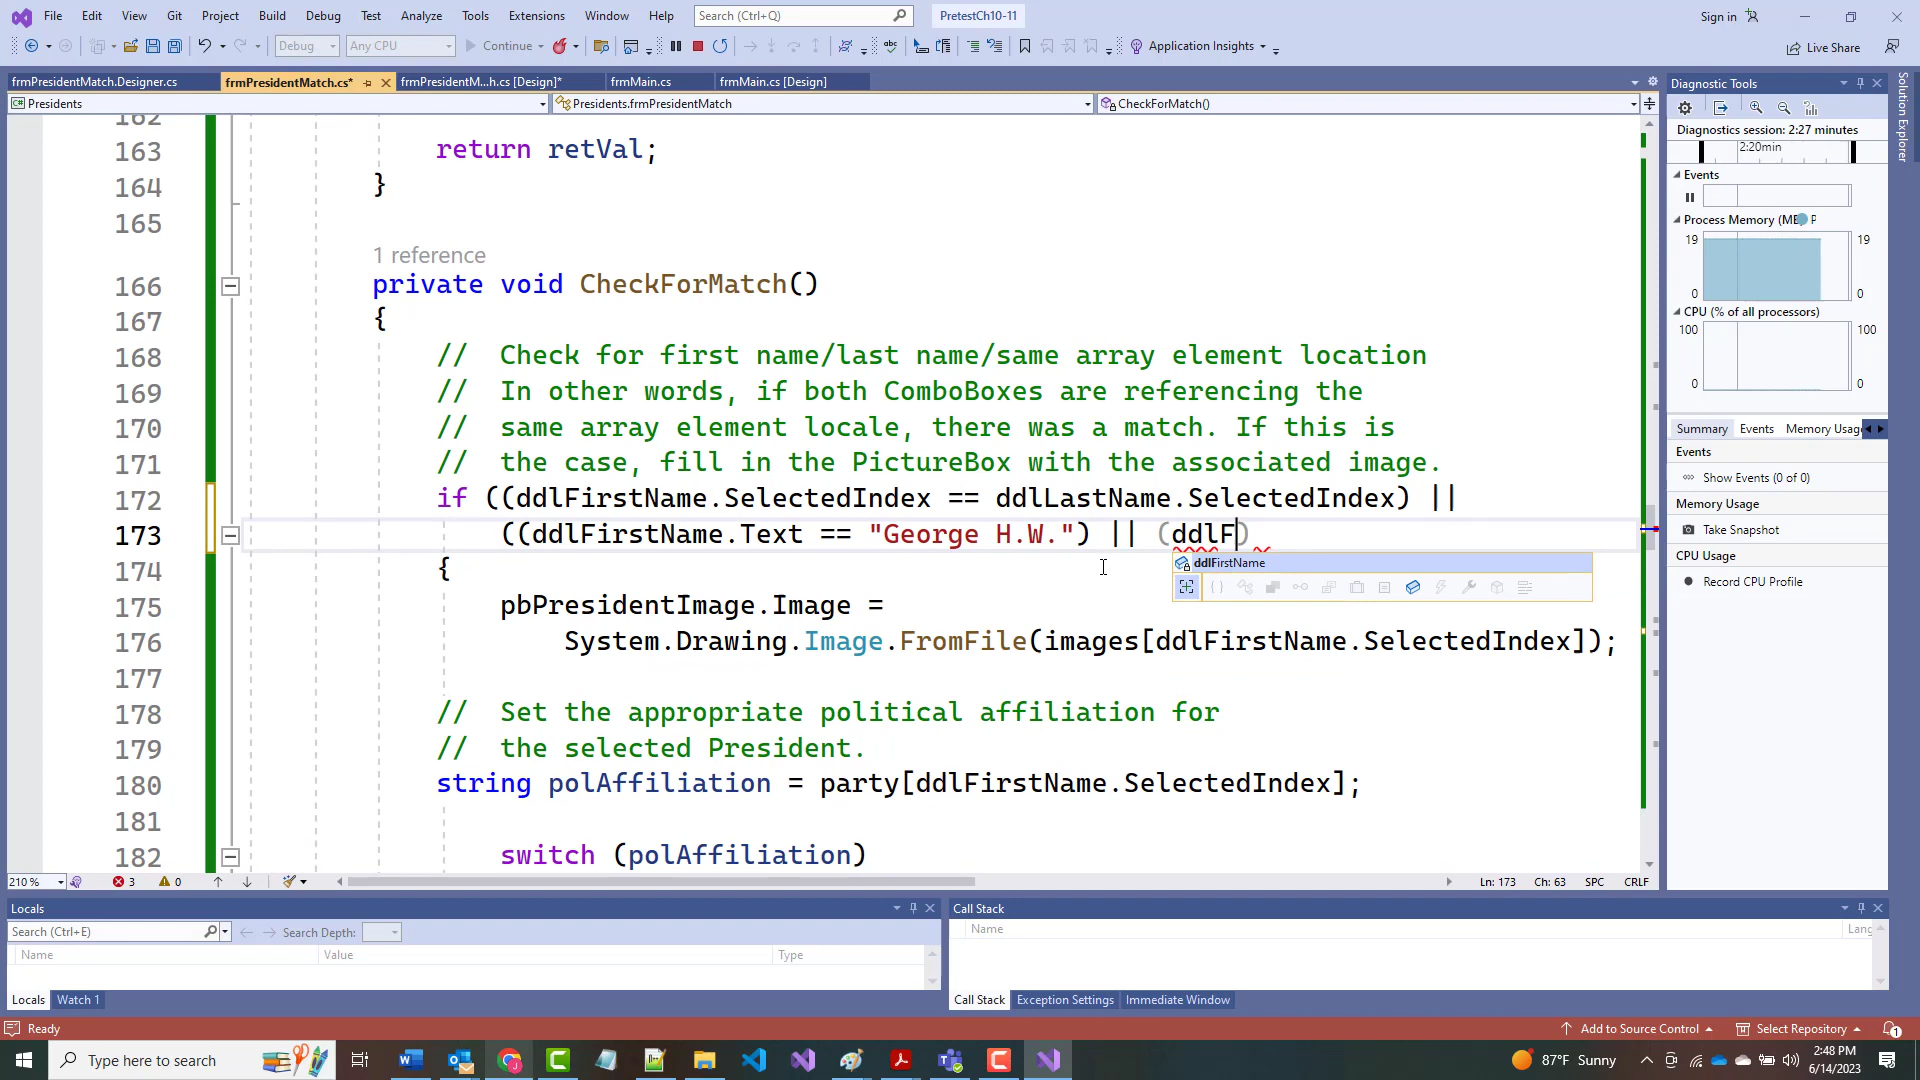 File Edit View Git Project Build Debug Test Analyze Tools Extensions Window Help Search (Ctrl+Q) PretestCh10-11 Sign in
Debug Any CPU Continue Application Insights Live Share
frmPresidentMatch.Designer.cs frmPresidentMatch.cs* frmPresidentM...h.cs [Design]* frmMain.cs frmMain.cs [Design]
Presidents Presidents.frmPresidentMatch CheckForMatch()
162
163 return retVal;
164 }
165
1 reference
166 private void CheckForMatch()
167 {
168 // Check for first name/last name/same array element location
169 // In other words, if both ComboBoxes are referencing the
170 // same array element locale, there was a match. If this is
171 // the case, fill in the PictureBox with the associated image.
172 if ((ddlFirstName.SelectedIndex == ddlLastName.SelectedIndex) ||
173 ((ddlFirstName.Text == "George H.W.") || (ddlF)
ddlFirstName
174 {
175 pbPresidentImage.Image =
176 System.Drawing.Image.FromFile(images[ddlFirstName.SelectedIndex]);
177
178 // Set the appropriate political affiliation for
179 // the selected President.
180 string polAffiliation = party[ddlFirstName.SelectedIndex];
181
182 switch (polAffiliation)
210 % 3 0 Ln: 173 Ch: 63 SPC CRLF
Diagnostic Tools
Diagnostics session: 2:27 minutes
2:20min
Events
Process Memory (MB) P
19 19
0 0
CPU (% of all processors)
100 100
0 0
Summary Events Memory Usage
Events
Show Events (0 of 0)
Memory Usage
Take Snapshot
CPU Usage
Record CPU Profile
Solution Explorer
Locals
Search (Ctrl+E) Search Depth:
Name Value Type
Locals Watch 1
Call Stack
Name Lang
Call Stack Exception Settings Immediate Window
Ready Add to Source Control Select Repository 1
Type here to search 87°F Sunny 2:48 PM
6/14/2023